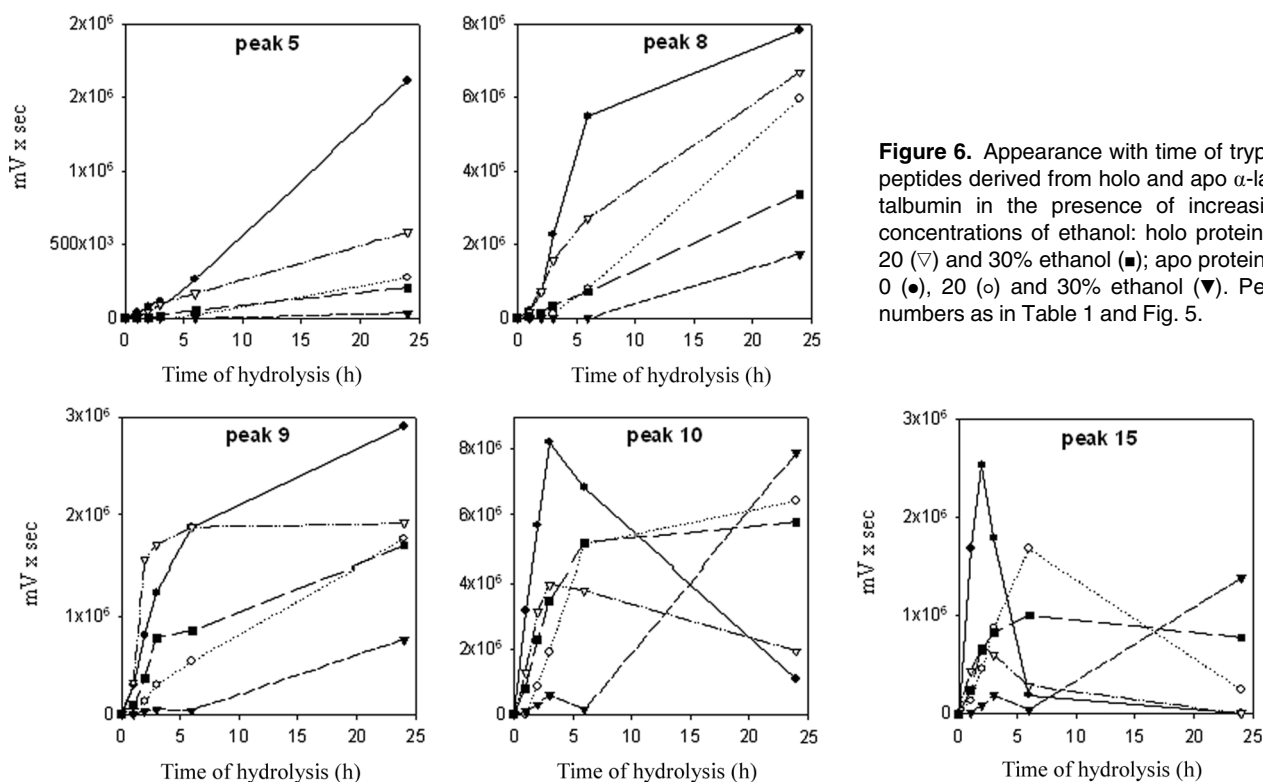 peak 5
2x10⁶
2x10⁶
1x10⁶
500x10³
0
mV x sec
0 5 10 15 20 25
Time of hydrolysis (h)
peak 8
8x10⁶
6x10⁶
4x10⁶
2x10⁶
0
0 5 10 15 20 25
Time of hydrolysis (h)
Figure 6. Appearance with time of tryp
peptides derived from holo and apo α-la
talbumin in the presence of increasi
concentrations of ethanol: holo protein
20 (▽) and 30% ethanol (■); apo protein
0 (●), 20 (○) and 30% ethanol (▼). Pe
numbers as in Table 1 and Fig. 5.
peak 9
3x10⁶
2x10⁶
1x10⁶
0
mV x sec
0 5 10 15 20 25
Time of hydrolysis (h)
peak 10
8x10⁶
6x10⁶
4x10⁶
2x10⁶
0
0 5 10 15 20 25
Time of hydrolysis (h)
peak 15
3x10⁶
2x10⁶
1x10⁶
0
mV x sec
0 5 10 15 20 25
Time of hydrolysis (h)